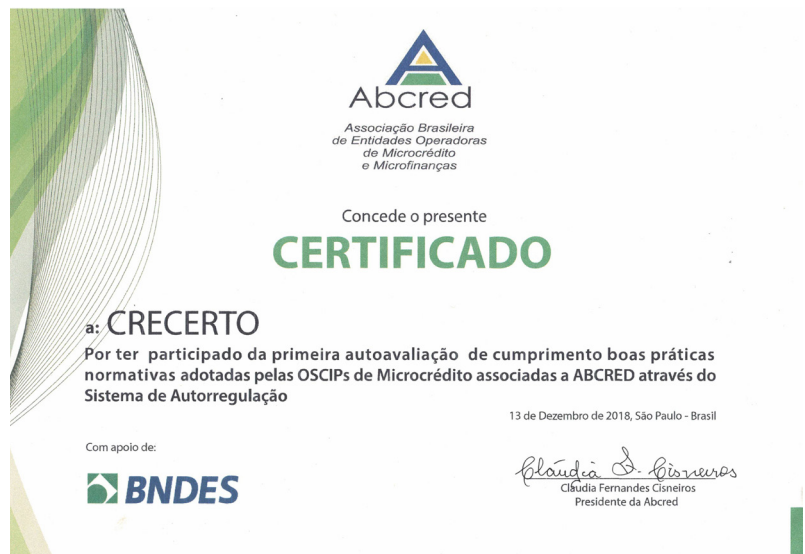 Abcred
Associação Brasileira
de Entidades Operadoras
de Microcrédito
e Microfinanças
Concede o presente
CERTIFICADO
a: CRECERTO
Por ter participado da primeira autoavaliação de cumprimento boas práticas
normativas adotadas pelas OSCIPs de Microcrédito associadas a ABCRED através do
Sistema de Autorregulação
13 de Dezembro de 2018, São Paulo - Brasil
Com apoio de:
BNDES
Cláudia F. Cisneiros
Cláudia Fernandes Cisneiros
Presidente da Abcred